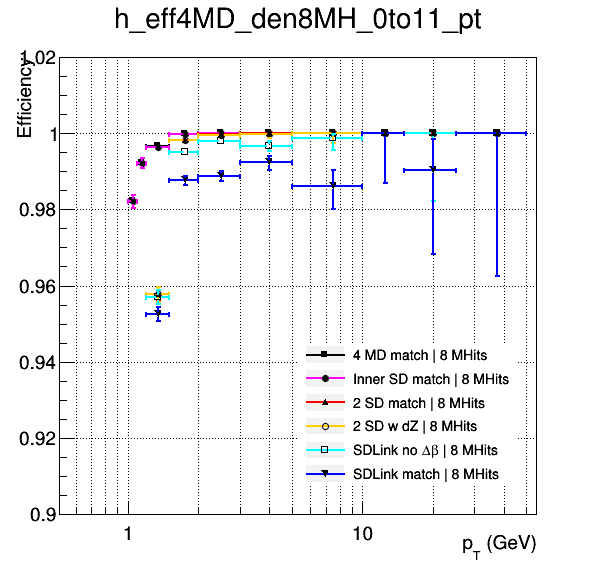 h_eff4MD_den8MH_0to11_pt
Efficiency
1.02
1
0.98
0.96
0.94
0.92
0.9
4 MD match | 8 MHits
Inner SD match | 8 MHits
2 SD match | 8 MHits
2 SD w dZ | 8 MHits
SDLink no Δβ | 8 MHits
SDLink match | 8 MHits
1
10
p_T (GeV)